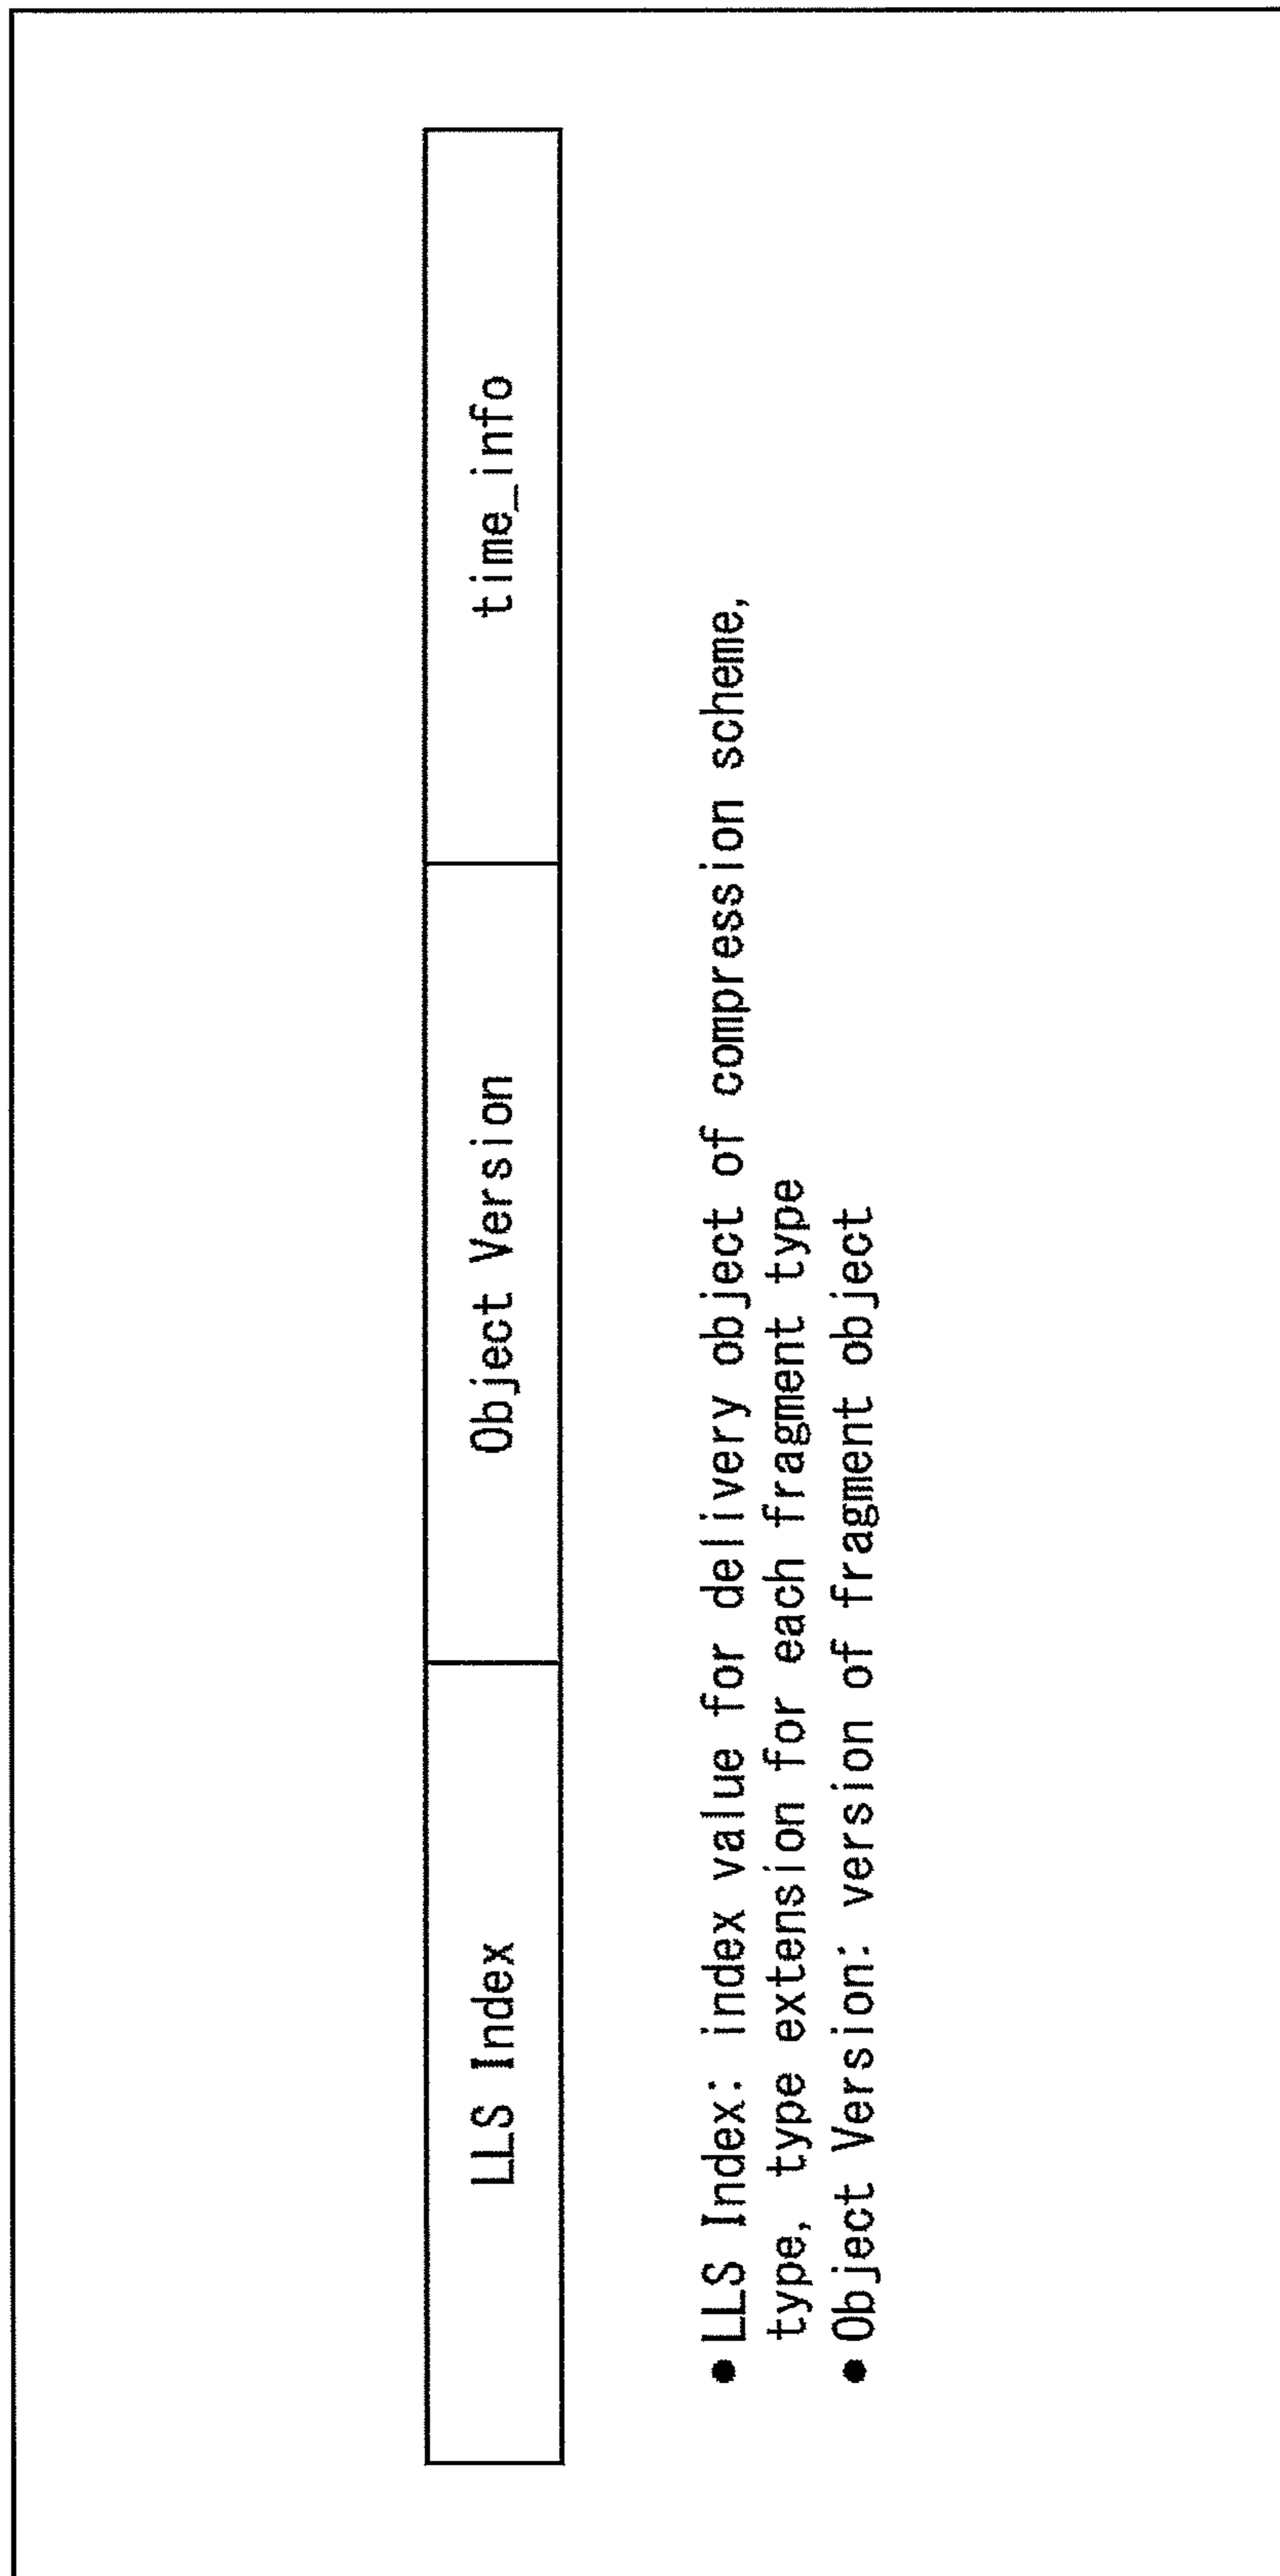 LLS Index
Object Version
time_info
● LLS Index: index value for delivery object of compression scheme,
type, type extension for each fragment type
● Object Version: version of fragment object